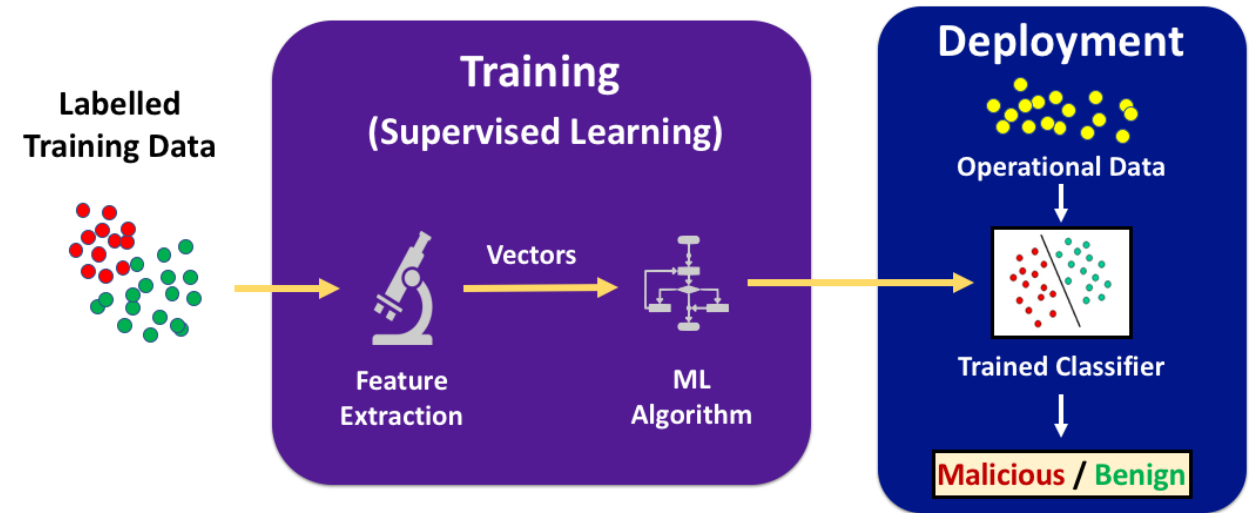 Labelled
Training Data
Training
(Supervised Learning)
Vectors
Feature
Extraction
ML
Algorithm
Deployment
Operational Data
Trained Classifier
Malicious / Benign